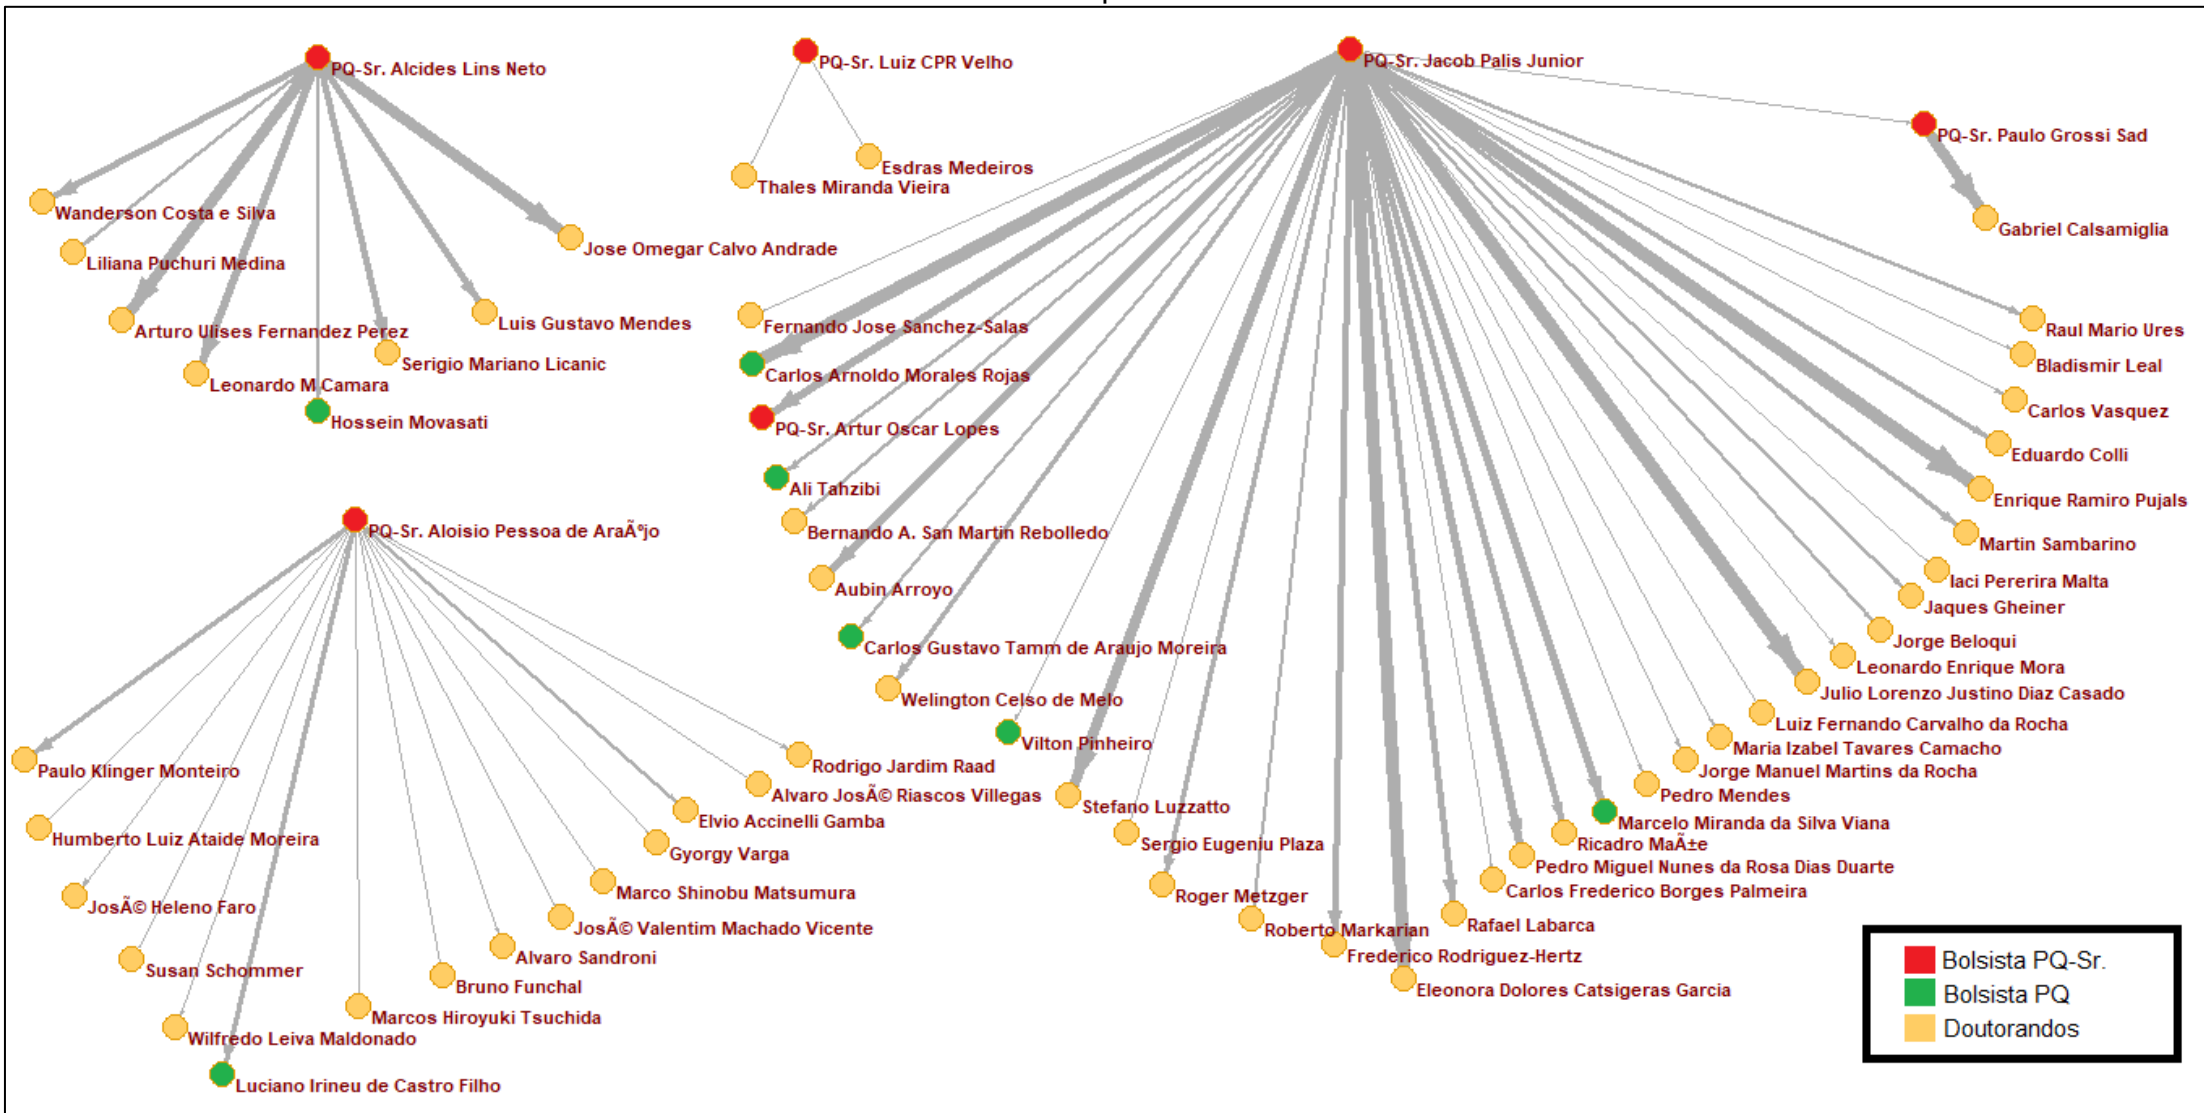 PQ-Sr. Alcides Lins Neto
PQ-Sr. Luiz CPR Velho
PQ-Sr. Jacob Palis Junior
PQ-Sr. Paulo Grossi Sad
Esdras Medeiros
Thales Miranda Vieira
Wanderson Costa e Silva
Gabriel Calsamiglia
Jose Omegar Calvo Andrade
Liliana Puchuri Medina
Luis Gustavo Mendes
Arturo Ulises Fernandez Perez
Serigio Mariano Licanic
Leonardo M Camara
Hossein Movasati
Fernando Jose Sanchez-Salas
Carlos Arnoldo Morales Rojas
PQ-Sr. Artur Oscar Lopes
Ali Tahzibi
Bernando A. San Martin Rebolledo
Aubin Arroyo
Carlos Gustavo Tamm de Araujo Moreira
Welington Celso de Melo
Vilton Pinheiro
Stefano Luzzatto
Sergio Eugeniu Plaza
Roger Metzger
Roberto Markarian
Frederico Rodriguez-Hertz
Eleonora Dolores Catsigeras Garcia
Rafael Labarca
Carlos Frederico Borges Palmeira
Pedro Miguel Nunes da Rosa Dias Duarte
Ricadro MaÃ±e
Marcelo Miranda da Silva Viana
Pedro Mendes
Jorge Manuel Martins da Rocha
Maria Izabel Tavares Camacho
Luiz Fernando Carvalho da Rocha
Julio Lorenzo Justino Diaz Casado
Leonardo Enrique Mora
Jorge Beloqui
Jaques Gheiner
Iaci Pererira Malta
Martin Sambarino
Enrique Ramiro Pujals
Eduardo Colli
Carlos Vasquez
Bladismir Leal
Raul Mario Ures
PQ-Sr. Aloisio Pessoa de AraÃºjo
Paulo Klinger Monteiro
Humberto Luiz Ataide Moreira
JosÃ© Heleno Faro
Susan Schommer
Wilfredo Leiva Maldonado
Luciano Irineu de Castro Filho
Marcos Hiroyuki Tsuchida
Bruno Funchal
Alvaro Sandroni
JosÃ© Valentim Machado Vicente
Marco Shinobu Matsumura
Gyorgy Varga
Elvio Accinelli Gamba
Alvaro JosÃ© Riascos Villegas
Rodrigo Jardim Raad
Bolsista PQ-Sr.
Bolsista PQ
Doutorandos